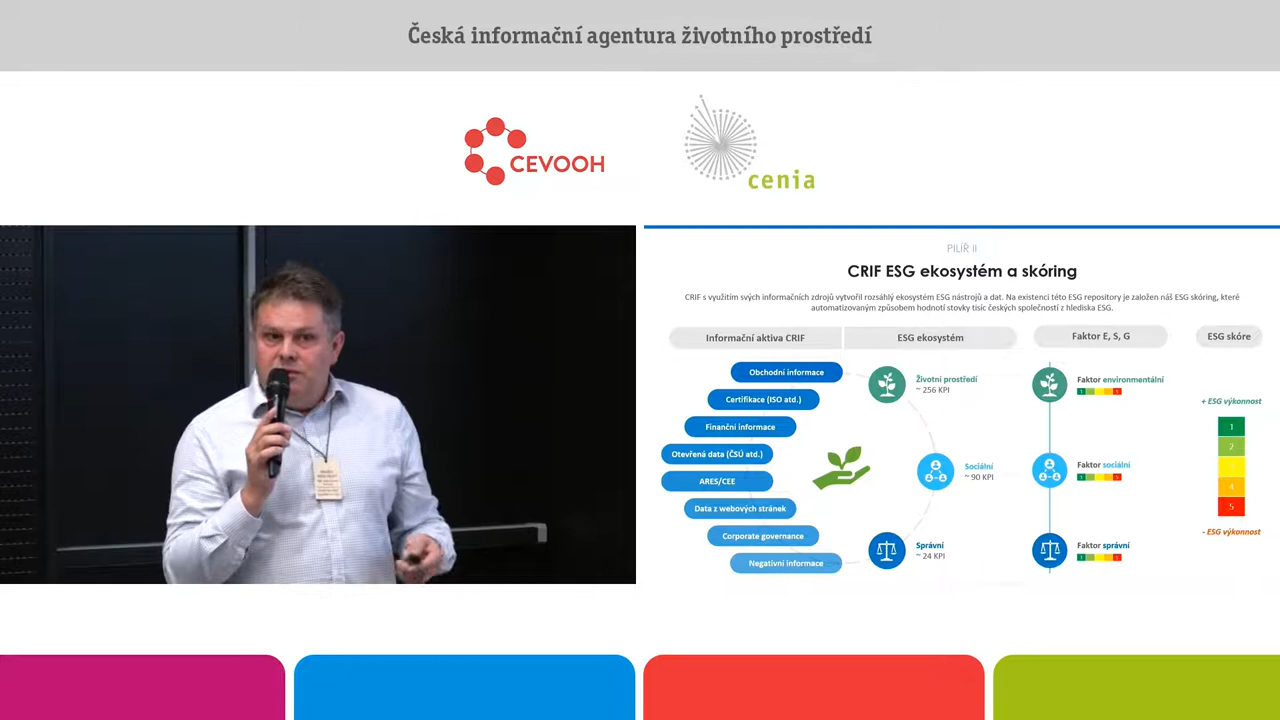 Česká informační agentura životního prostředí
CEVOOH
cenia
PILÍŘ II
CRIF ESG ekosystém a skóring
CRIF s využitím svých informačních zdrojů vytvořil rozsáhlý ekosystém ESG nástrojů a dat. Na existenci této ESG repository je založen náš ESG skóring, které
automatizovaným způsobem hodnotí stovky tisíc českých společností z hlediska ESG.
Informační aktiva CRIF
ESG ekosystém
Faktor E, S, G
ESG skóre
Obchodní informace
Certifikace (ISO atd.)
Finanční informace
Otevřená data (ČSÚ atd.)
ARES/CEE
Data z webových stránek
Corporate governance
Negativní informace
Životní prostředí
~ 256 KPI
Sociální
~ 90 KPI
Správní
~ 24 KPI
Faktor environmentální
Faktor sociální
Faktor správní
+ ESG výkonnost
1
2
4
5
- ESG výkonnost